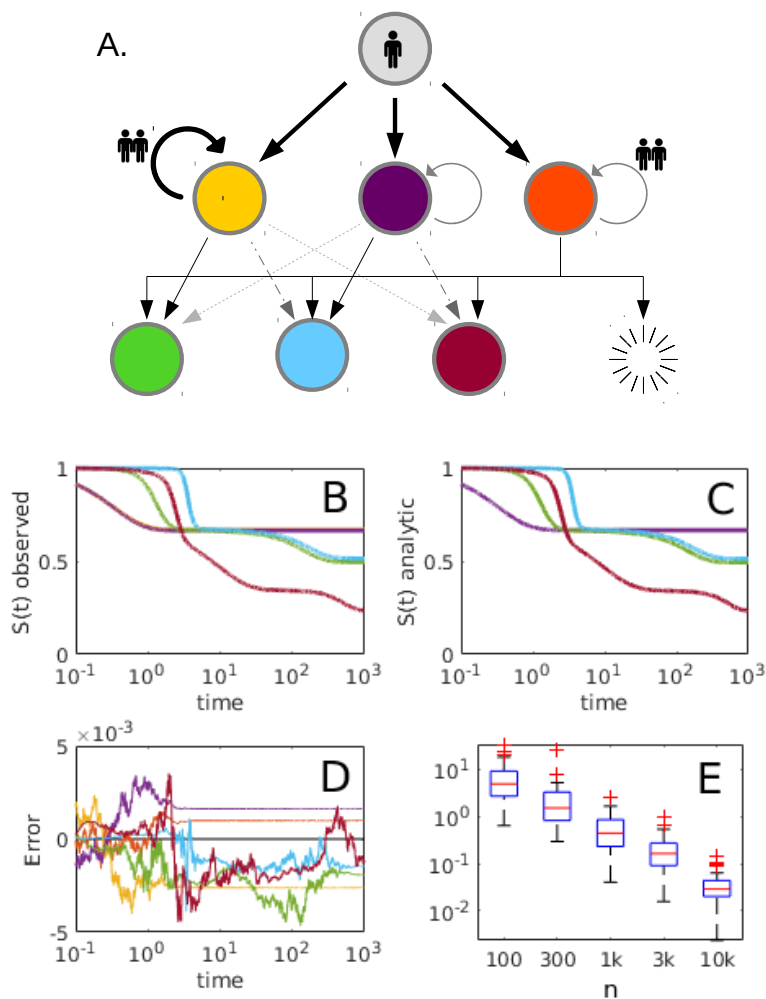 A.
B
S(t) observed
1
0.5
0
10^-1 10^0 10^1 10^2 10^3
time
C
S(t) analytic
1
0.5
0
10^-1 10^0 10^1 10^2 10^3
time
×10^-3
D
Error
5
0
-5
10^-1 10^0 10^1 10^2 10^3
time
E
10^1
10^0
10^-1
10^-2
100 300 1k 3k 10k
n